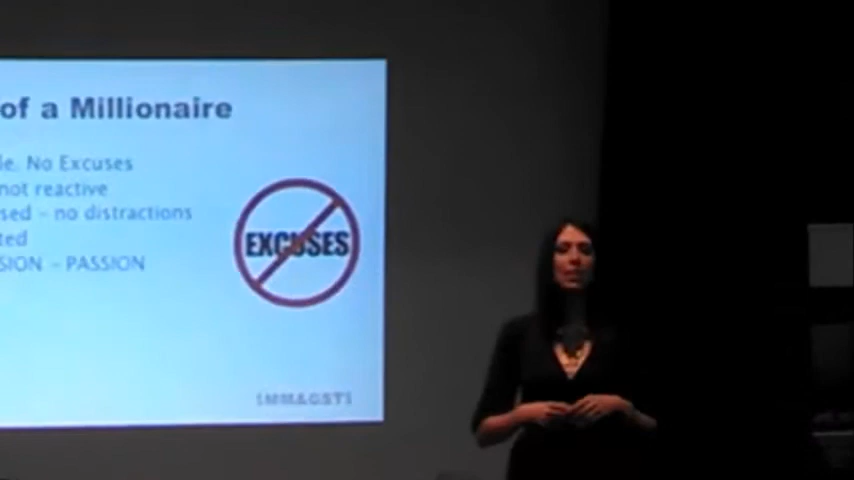 of a Millionaire
le. No Excuses
not reactive
sed - no distractions
ted
SION - PASSION
EXCUSES